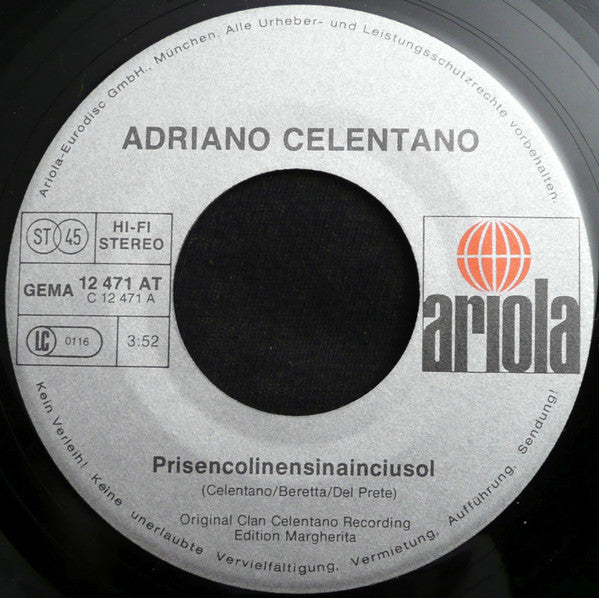 Ariola-Eurodisc GmbH., München. Alle Urheber- und Leistungsschutzrechte vorbehalten.
ADRIANO CELENTANO
ST 45
HI-FI
STEREO
GEMA
12 471 AT
C 12 471 A
LC 0116
3:52
ariola
Prisencolinensinainciusol
(Celentano/Beretta/Del Prete)
Original Clan Celentano Recording
Edition Margherita
Kein Verleih! Keine unerlaubte Vervielfältigung, Vermietung, Aufführung, Sendung!